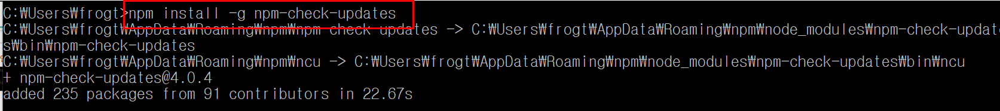 C:₩Users₩frogt>npm install -g npm-check-updates
C:₩Users₩frogt₩AppData₩Roaming₩npm₩npm-check-updates -> C:₩Users₩frogt₩AppData₩Roaming₩npm₩node_modules₩npm-check-update
s₩bin₩npm-check-updates
C:₩Users₩frogt₩AppData₩Roaming₩npm₩ncu -> C:₩Users₩frogt₩AppData₩Roaming₩npm₩node_modules₩npm-check-updates₩bin₩ncu
+ npm-check-updates@4.0.4
added 235 packages from 91 contributors in 22.67s